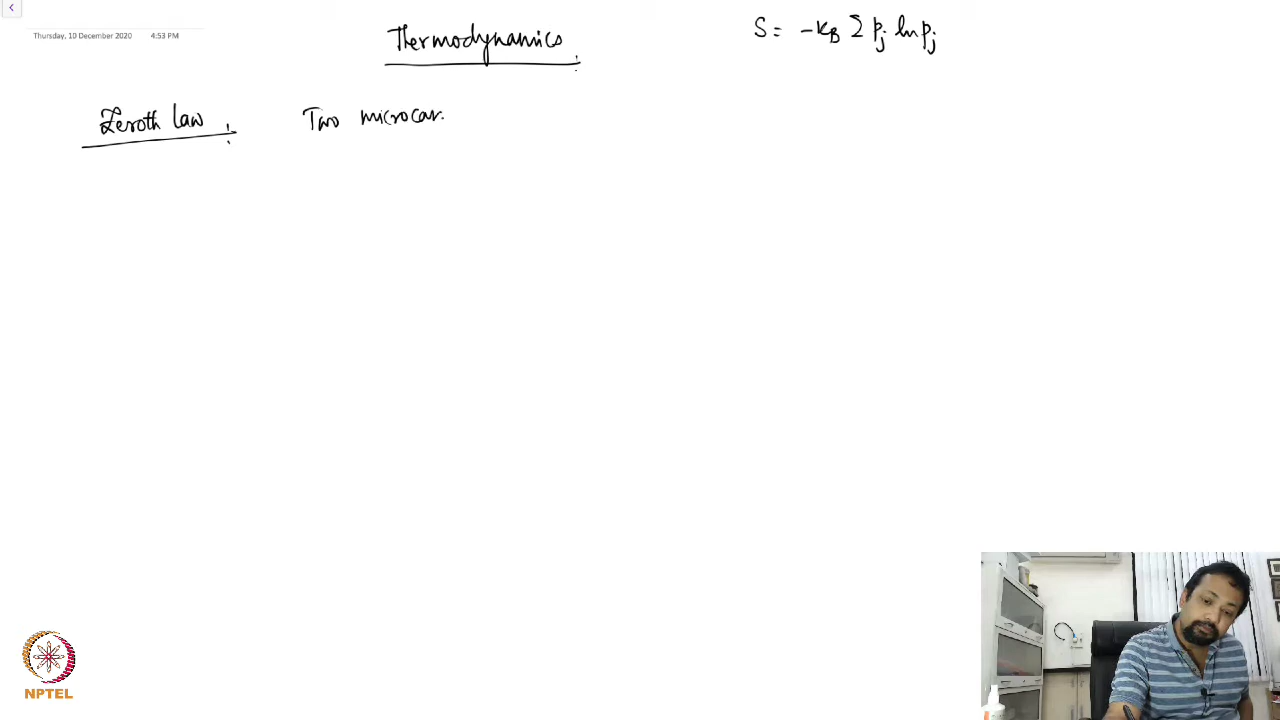 Thursday, 10 December 2020 4:53 PM
Thermodynamics
S = -k_B Σ p_j ln p_j
Zeroth law :
Two microcan
NPTEL